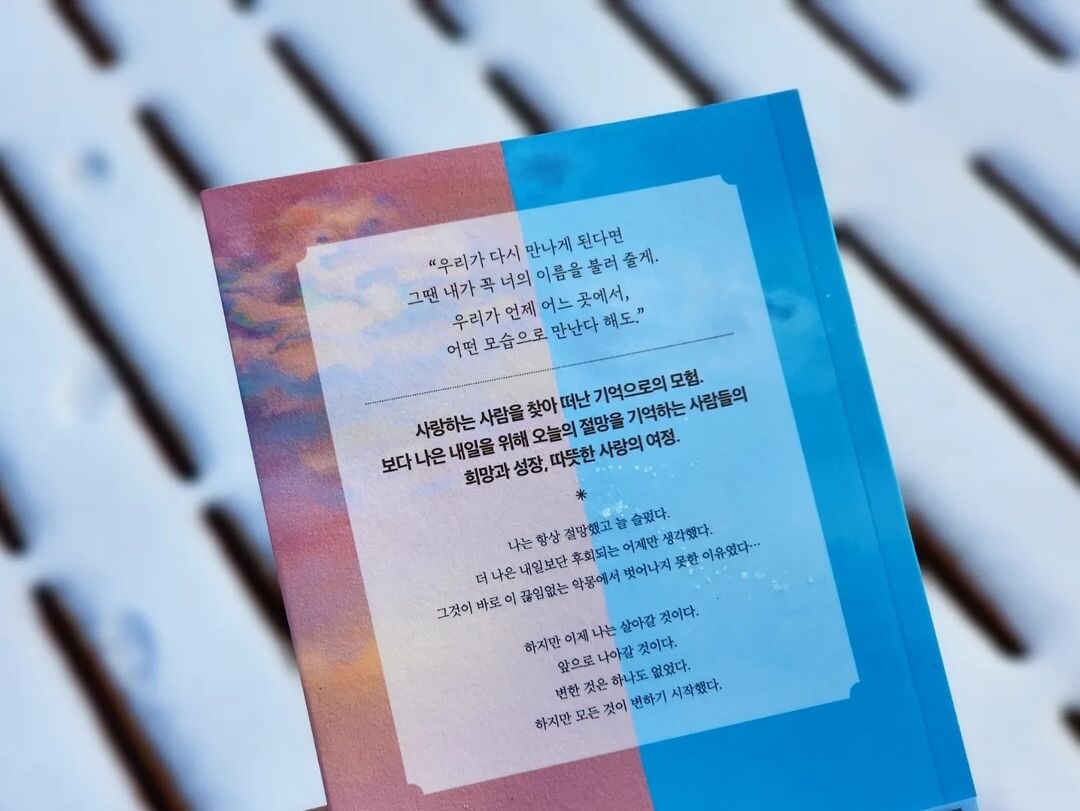 “우리가 다시 만나게 된다면
그땐 내가 꼭 너의 이름을 불러 줄게.
우리가 언제 어느 곳에서,
어떤 모습으로 만난다 해도.”
사랑하는 사람을 찾아 떠난 기억으로의 모험.
보다 나은 내일을 위해 오늘의 절망을 기억하는 사람들의
희망과 성장, 따뜻한 사랑의 여정.
*
나는 항상 절망했고 늘 슬펐다.
더 나은 내일보단 후회되는 어제만 생각했다.
그것이 바로 이 끊임없는 악몽에서 벗어나지 못한 이유였다…
하지만 이제 나는 살아갈 것이다.
앞으로 나아갈 것이다.
변한 것은 하나도 없었다.
하지만 모든 것이 변하기 시작했다.